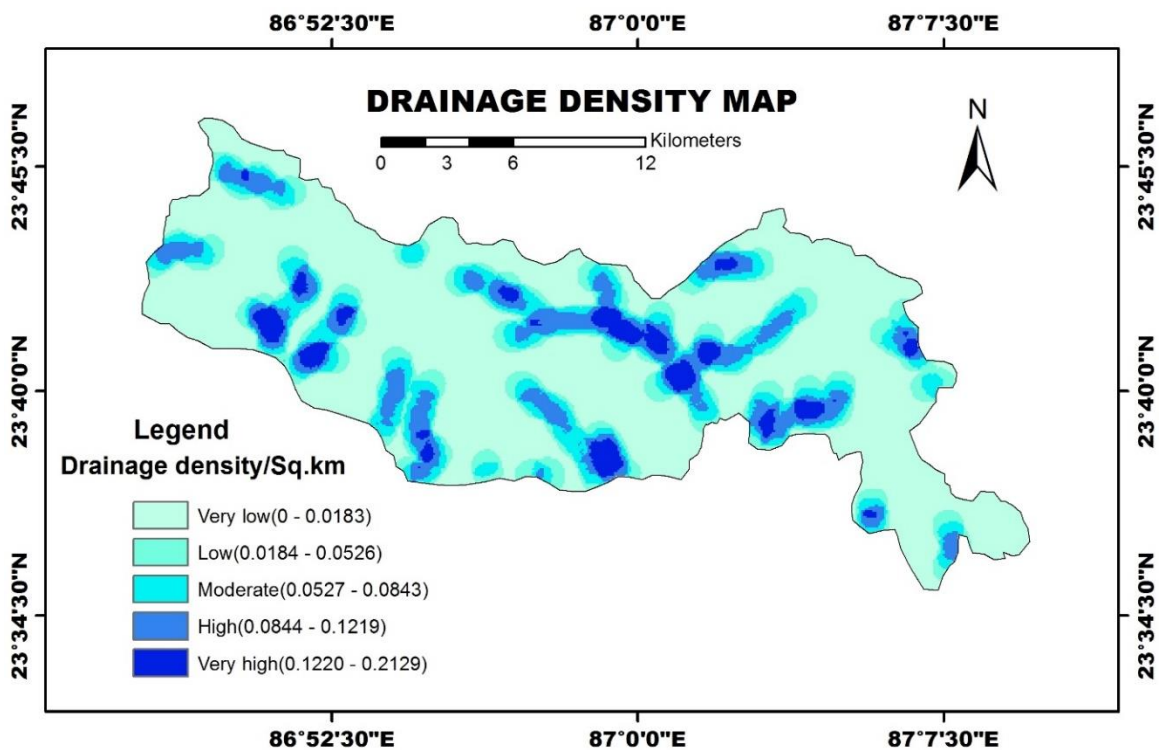 86°52'30"E 87°0'0"E 87°7'30"E
DRAINAGE DENSITY MAP
Kilometers
0 3 6 12
N
23°45'30"N 23°45'30"N
23°40'0"N 23°40'0"N
Legend
Drainage density/Sq.km
Very low(0 - 0.0183)
Low(0.0184 - 0.0526)
Moderate(0.0527 - 0.0843)
High(0.0844 - 0.1219)
Very high(0.1220 - 0.2129)
23°34'30"N 23°34'30"N
86°52'30"E 87°0'0"E 87°7'30"E